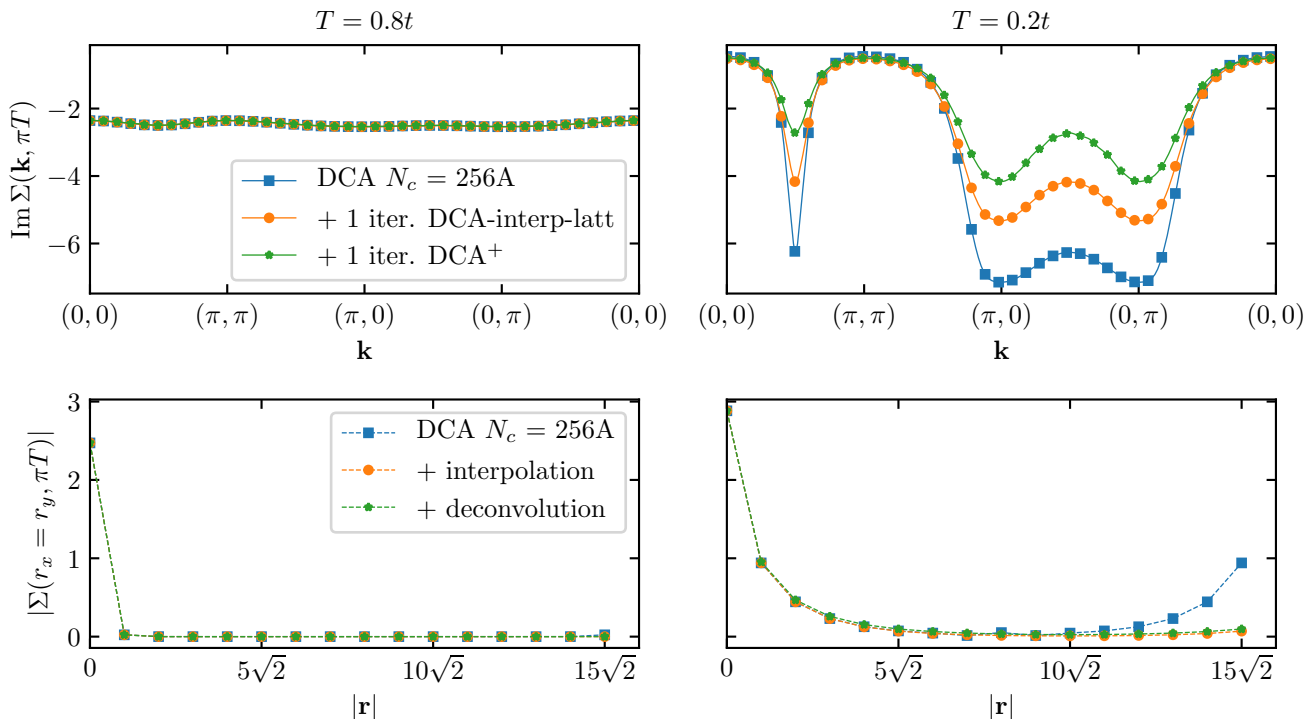 T = 0.8t
T = 0.2t
Im Σ(k, πT)
−2
−4
−6
DCA N_c = 256A
+ 1 iter. DCA-interp-latt
+ 1 iter. DCA⁺
(0, 0) (π, π) (π, 0) (0, π) (0, 0)
k
(0, 0) (π, π) (π, 0) (0, π) (0, 0)
k
|Σ(r_x = r_y, πT)|
3
2
1
0
DCA N_c = 256A
+ interpolation
+ deconvolution
0 5√2 10√2 15√2
|r|
0 5√2 10√2 15√2
|r|